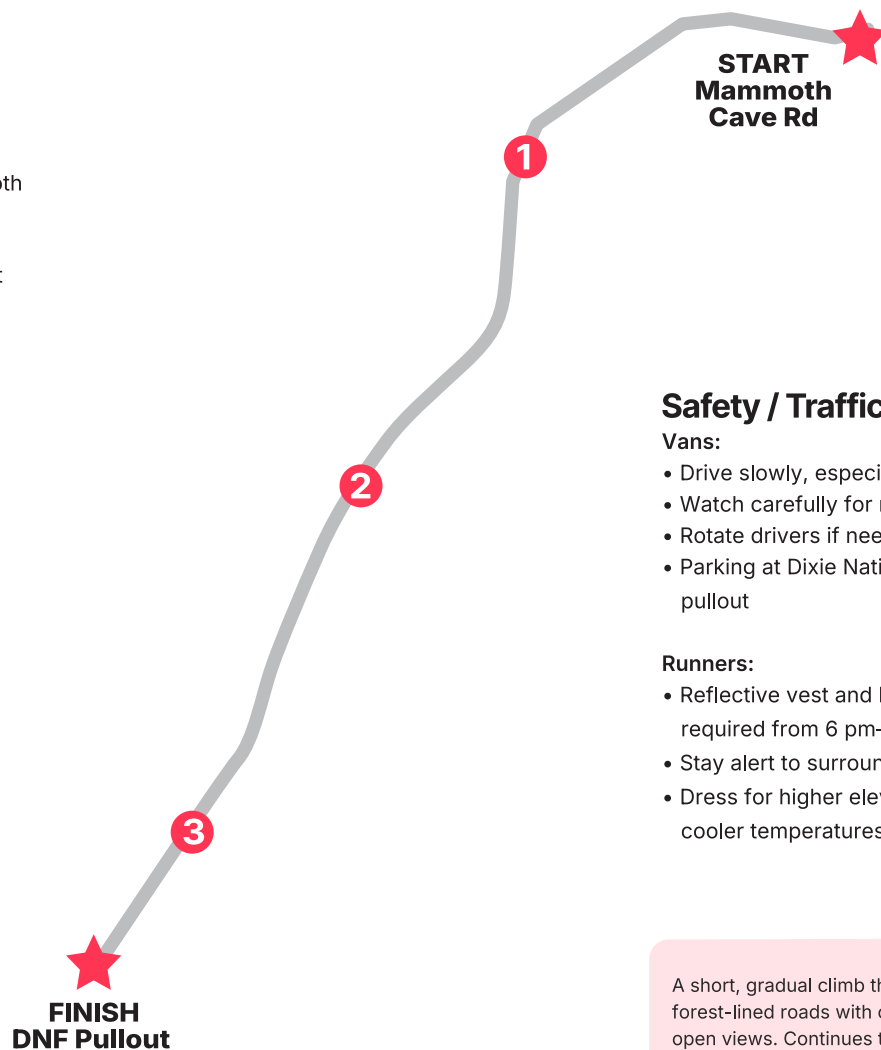 START
Mammoth
Cave Rd
1
2
3
FINISH
DNF Pullout
Safety / Traffic
Vans:
• Drive slowly, especi
• Watch carefully for
• Rotate drivers if nee
• Parking at Dixie Nati
pullout
Runners:
• Reflective vest and
required from 6 pm–
• Stay alert to surroun
• Dress for higher ele
cooler temperatures
A short, gradual climb th
forest-lined roads with
open views. Continues t